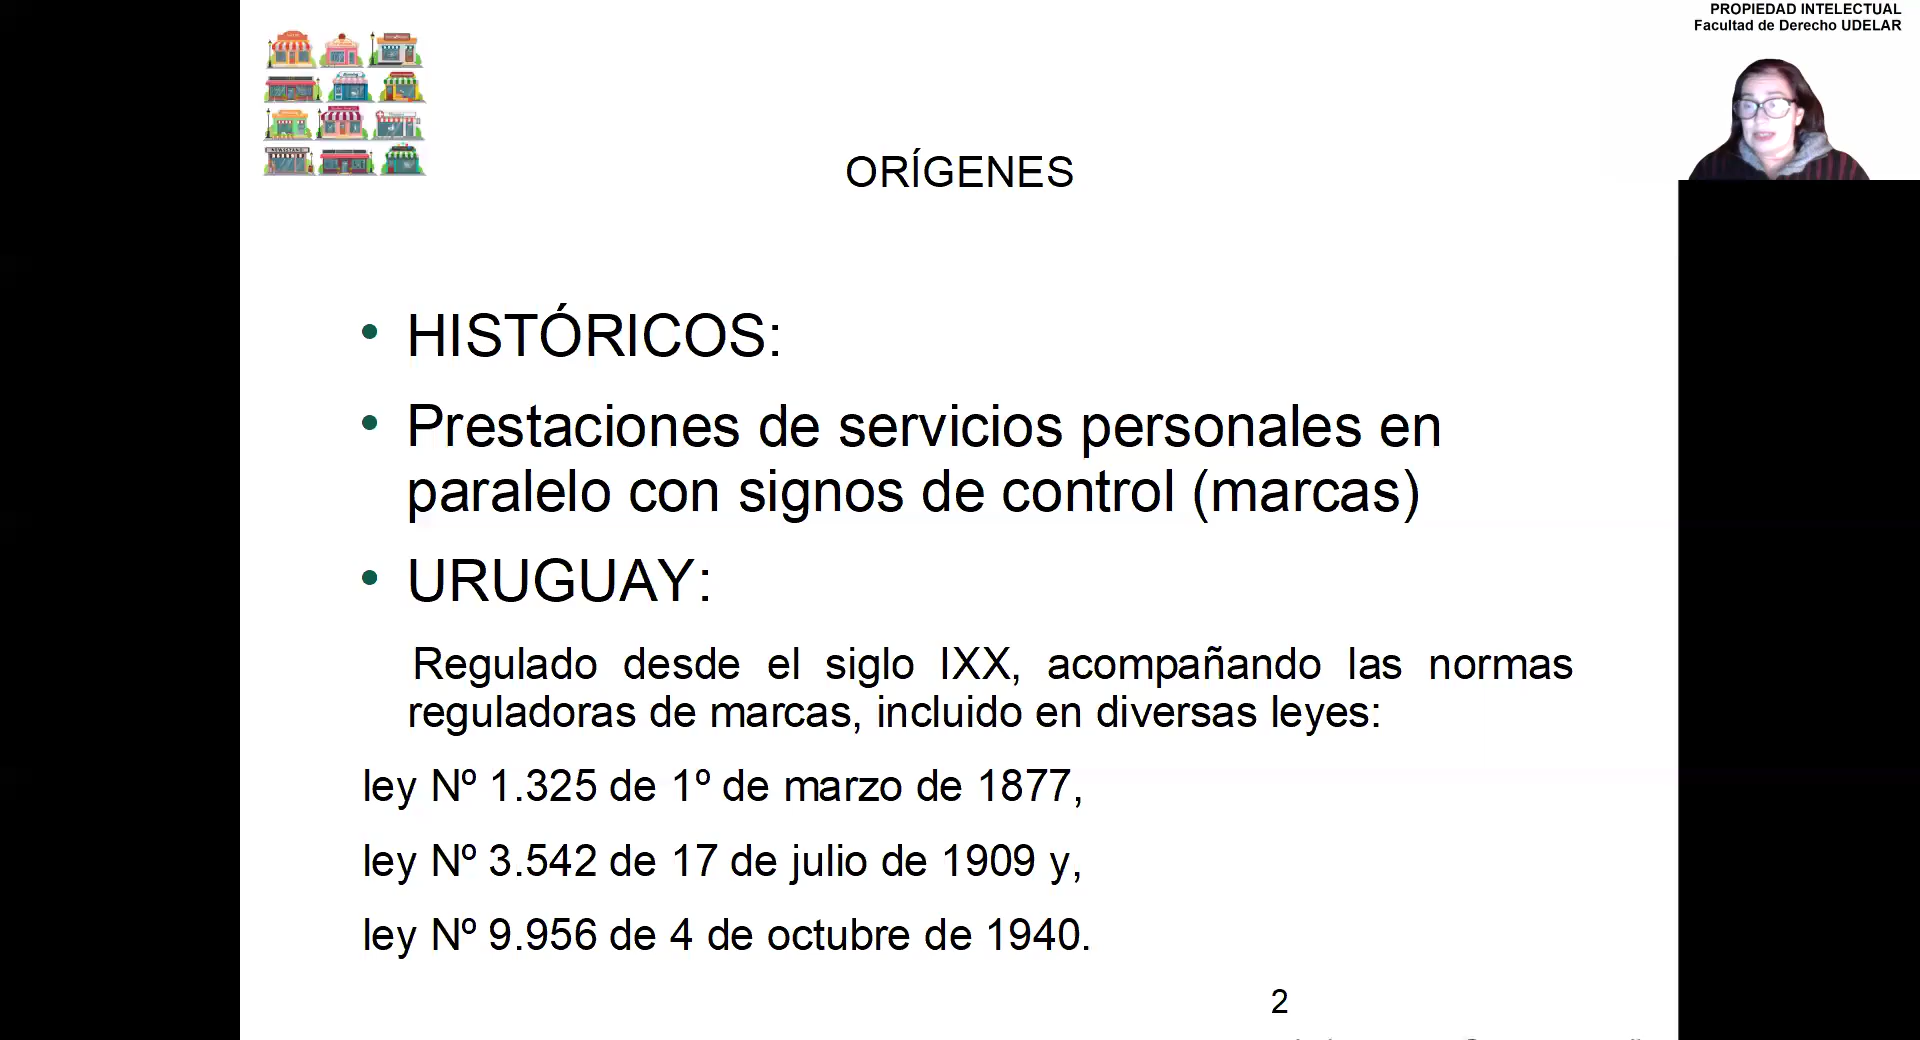 PROPIEDAD INTELECTUAL
Facultad de Derecho UDELAR
ORÍGENES
• HISTÓRICOS:
• Prestaciones de servicios personales en
paralelo con signos de control (marcas)
• URUGUAY:
Regulado desde el siglo IXX, acompañando las normas
reguladoras de marcas, incluido en diversas leyes:
ley Nº 1.325 de 1º de marzo de 1877,
ley Nº 3.542 de 17 de julio de 1909 y,
ley Nº 9.956 de 4 de octubre de 1940.
2